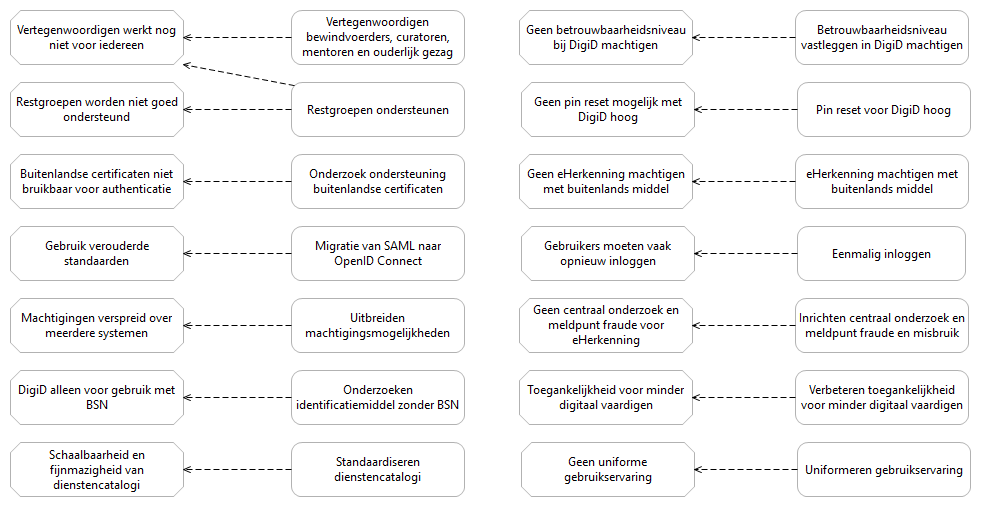 Vertegenwoordigen werkt nog
niet voor iedereen
Vertegenwoordigen
bewindvoerders, curatoren,
mentoren en ouderlijk gezag
Geen betrouwbaarheidsniveau
bij DigiD machtigen
Betrouwbaarheidsniveau
vastleggen in DigiD machtigen
Restgroepen worden niet goed
ondersteund
Restgroepen ondersteunen
Geen pin reset mogelijk met
DigiD hoog
Pin reset voor DigiD hoog
Buitenlandse certificaten niet
bruikbaar voor authenticatie
Onderzoek ondersteuning
buitenlandse certificaten
Geen eHerkenning machtigen
met buitenlands middel
eHerkenning machtigen met
buitenlands middel
Gebruik verouderde
standaarden
Migratie van SAML naar
OpenID Connect
Gebruikers moeten vaak
opnieuw inloggen
Eenmalig inloggen
Machtigingen verspreid over
meerdere systemen
Uitbreiden
machtigingsmogelijkheden
Geen centraal onderzoek en
meldpunt fraude voor
eHerkenning
Inrichten centraal onderzoek en
meldpunt fraude en misbruik
DigiD alleen voor gebruik met
BSN
Onderzoeken
identificatiemiddel zonder BSN
Toegankelijkheid voor minder
digitaal vaardigen
Verbeteren toegankelijkheid
voor minder digitaal vaardigen
Schaalbaarheid en
fijnmazigheid van
dienstencatalogi
Standaardiseren
dienstencatalogi
Geen uniforme
gebruikservaring
Uniformeren gebruikservaring